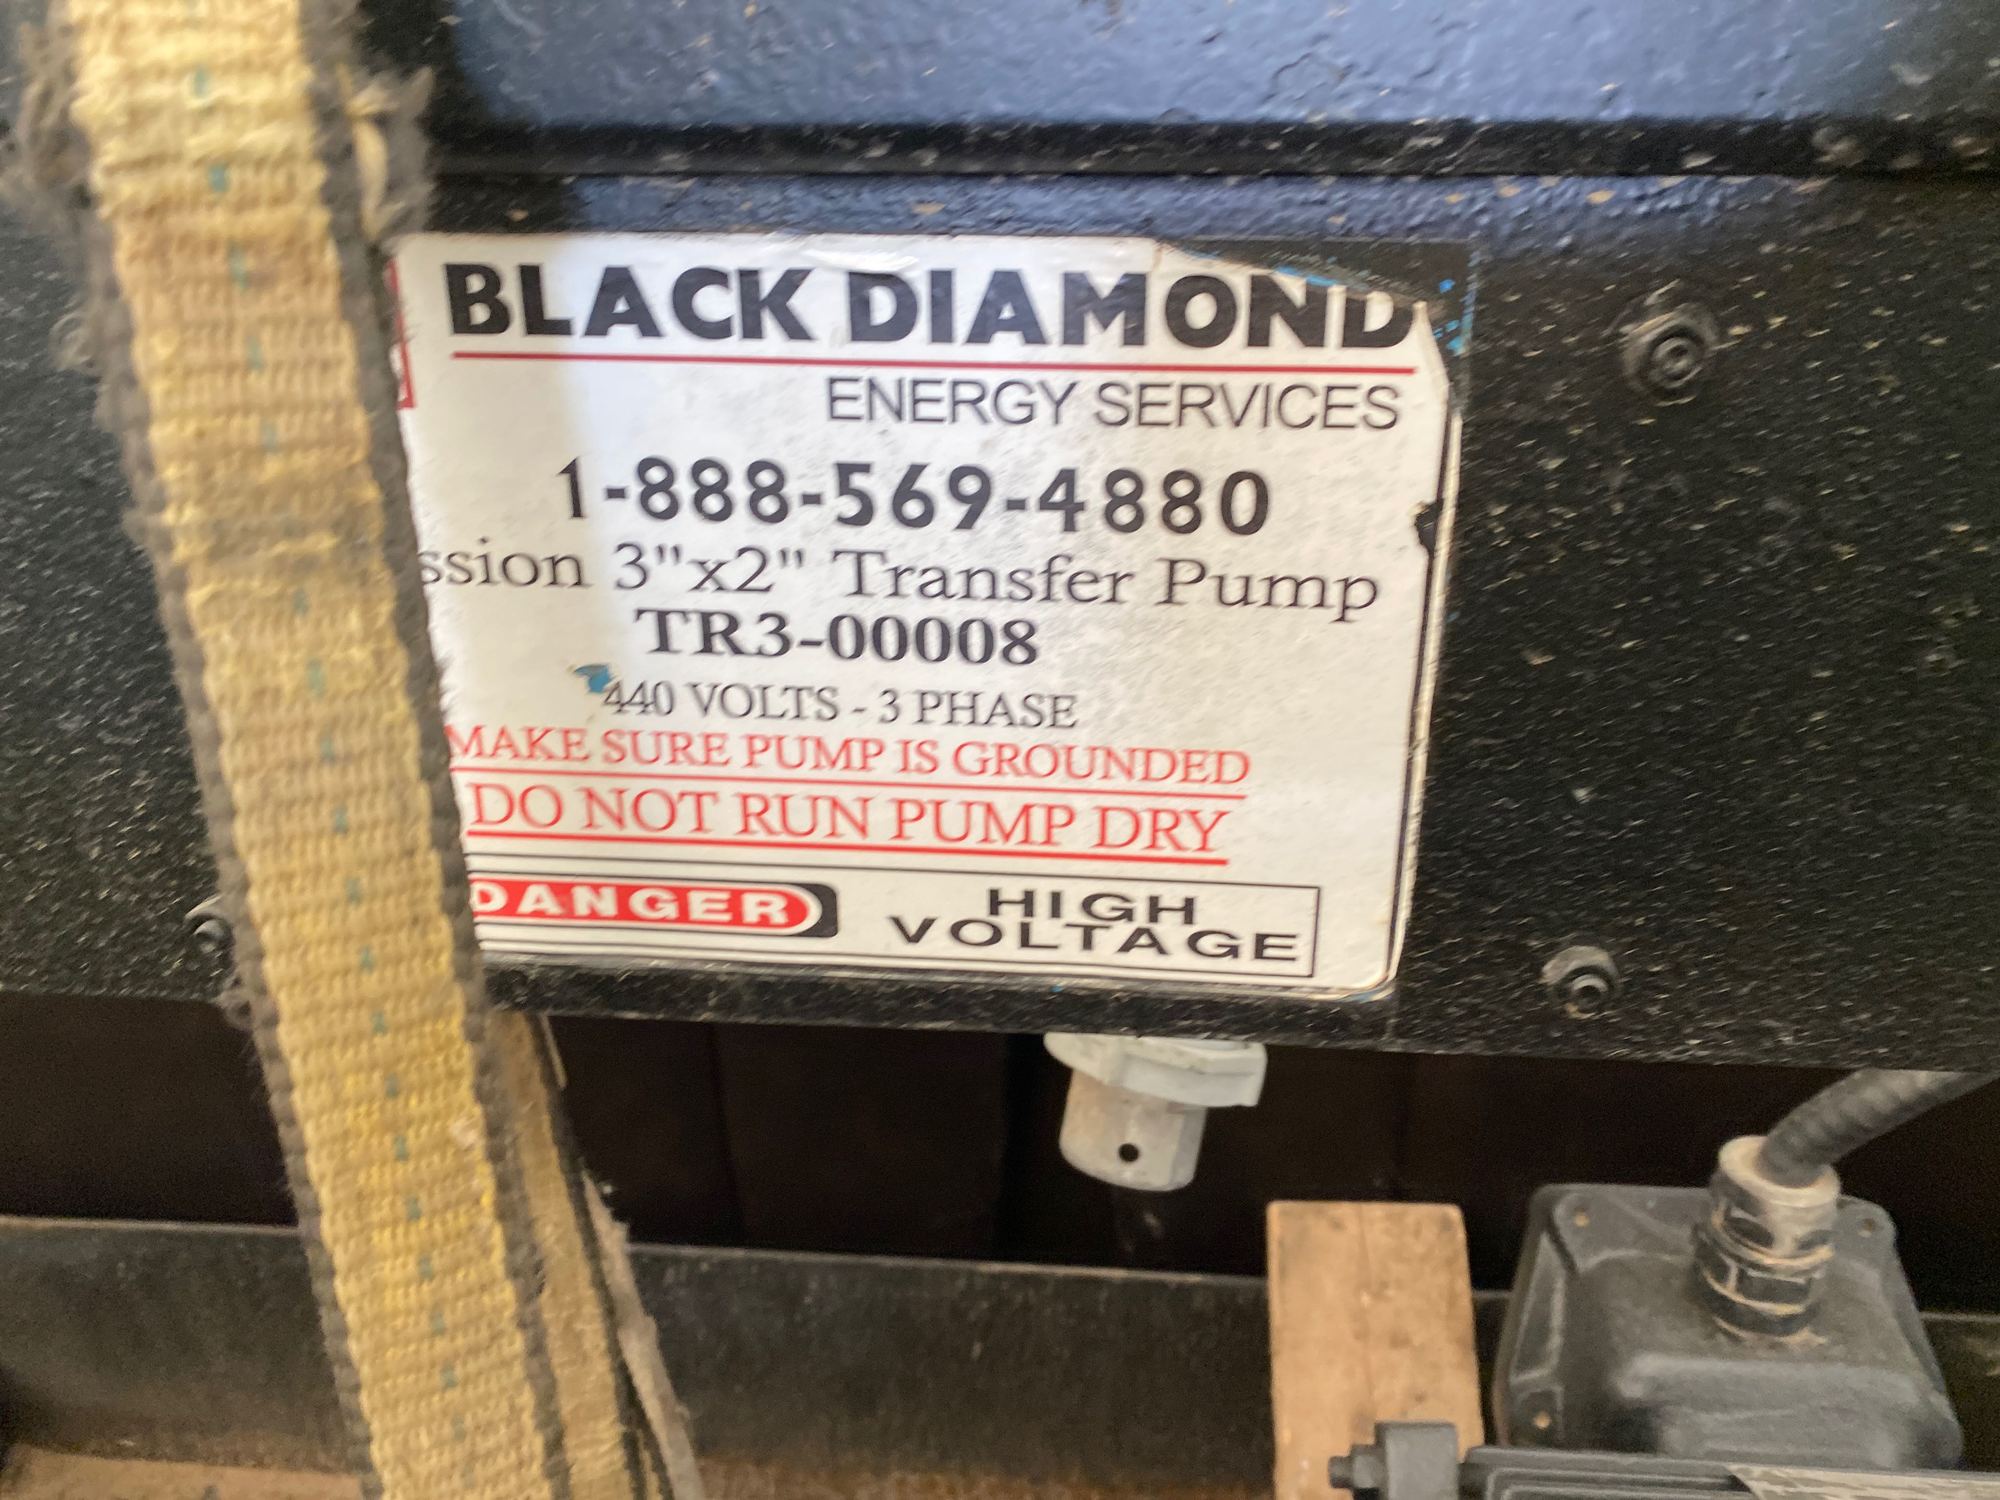 BLACK DIAMOND
ENERGY SERVICES
1-888-569-4880
ssion 3"x2" Transfer Pump
TR3-00008
440 VOLTS - 3 PHASE
MAKE SURE PUMP IS GROUNDED
DO NOT RUN PUMP DRY
DANGER
HIGH
VOLTAGE